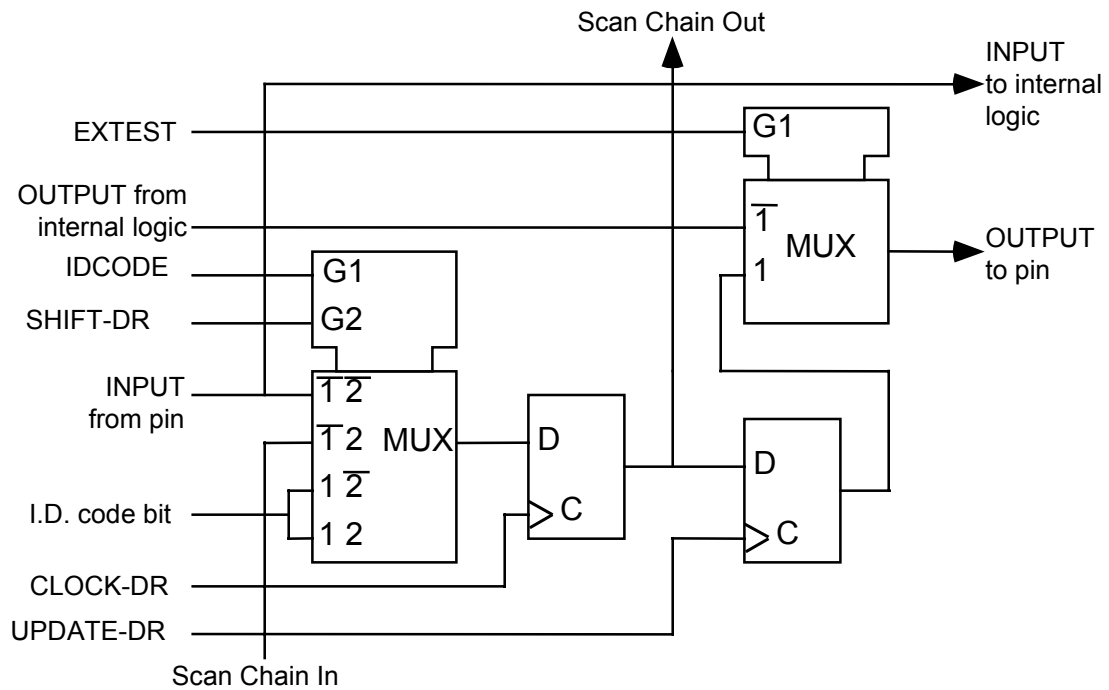 Scan Chain Out
INPUT
to internal
logic
EXTEST
G1
OUTPUT from
internal logic
1̅
MUX
1
OUTPUT
to pin
IDCODE
G1
SHIFT-DR
G2
INPUT
from pin
1̅ 2̅
1̅ 2
MUX
1 2̅
1 2
D
C
D
C
I.D. code bit
CLOCK-DR
UPDATE-DR
Scan Chain In